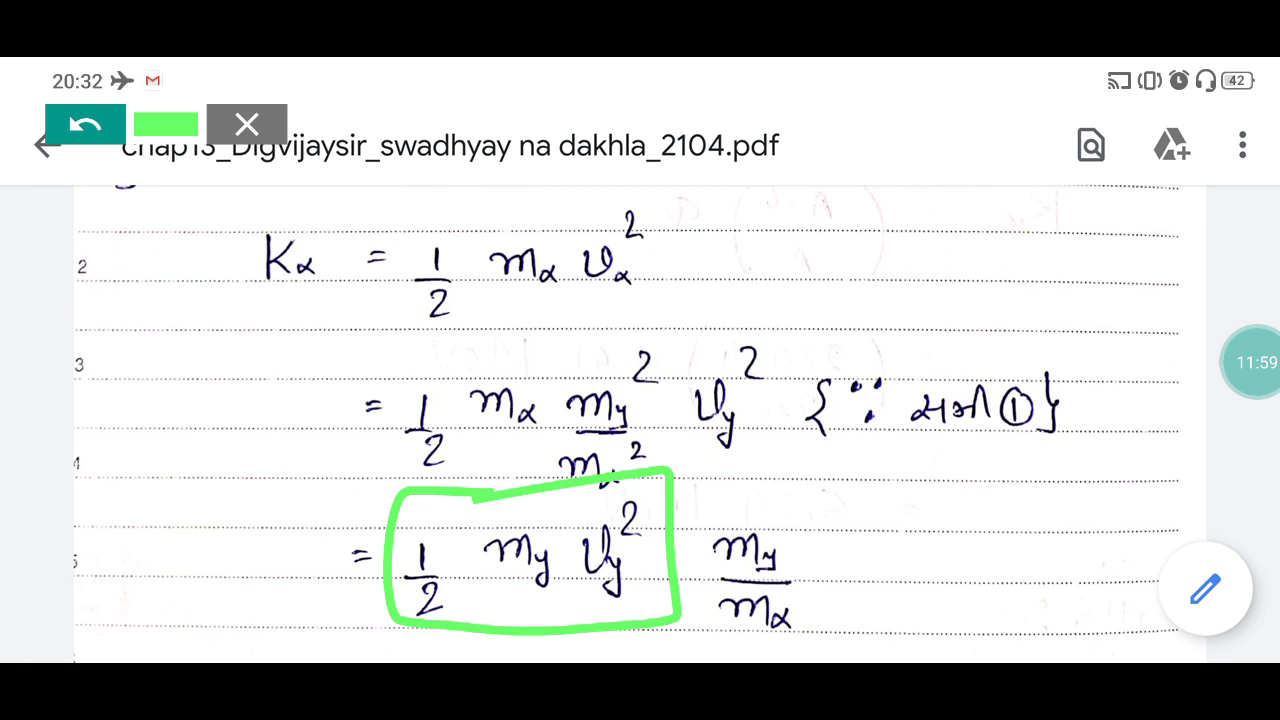 20:32 42
chap13_Digvijaysir_swadhyay na dakhla_2104.pdf
2 Kα = 1/2 mα vα²
11:59
3 = 1/2 mα my²/mα² vy² {∵ સમી ①}
4
5 = 1/2 my vy² my/mα